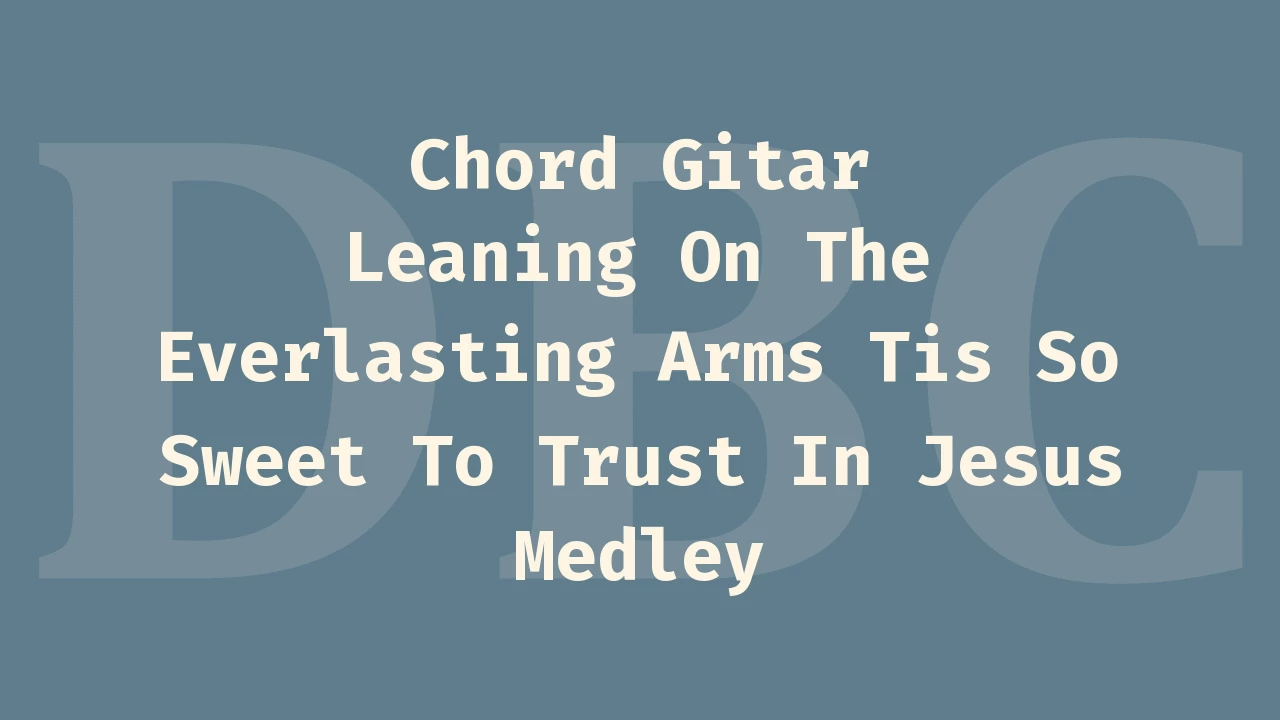 DBC
Chord Gitar
Leaning On The
Everlasting Arms Tis So
Sweet To Trust In Jesus
Medley